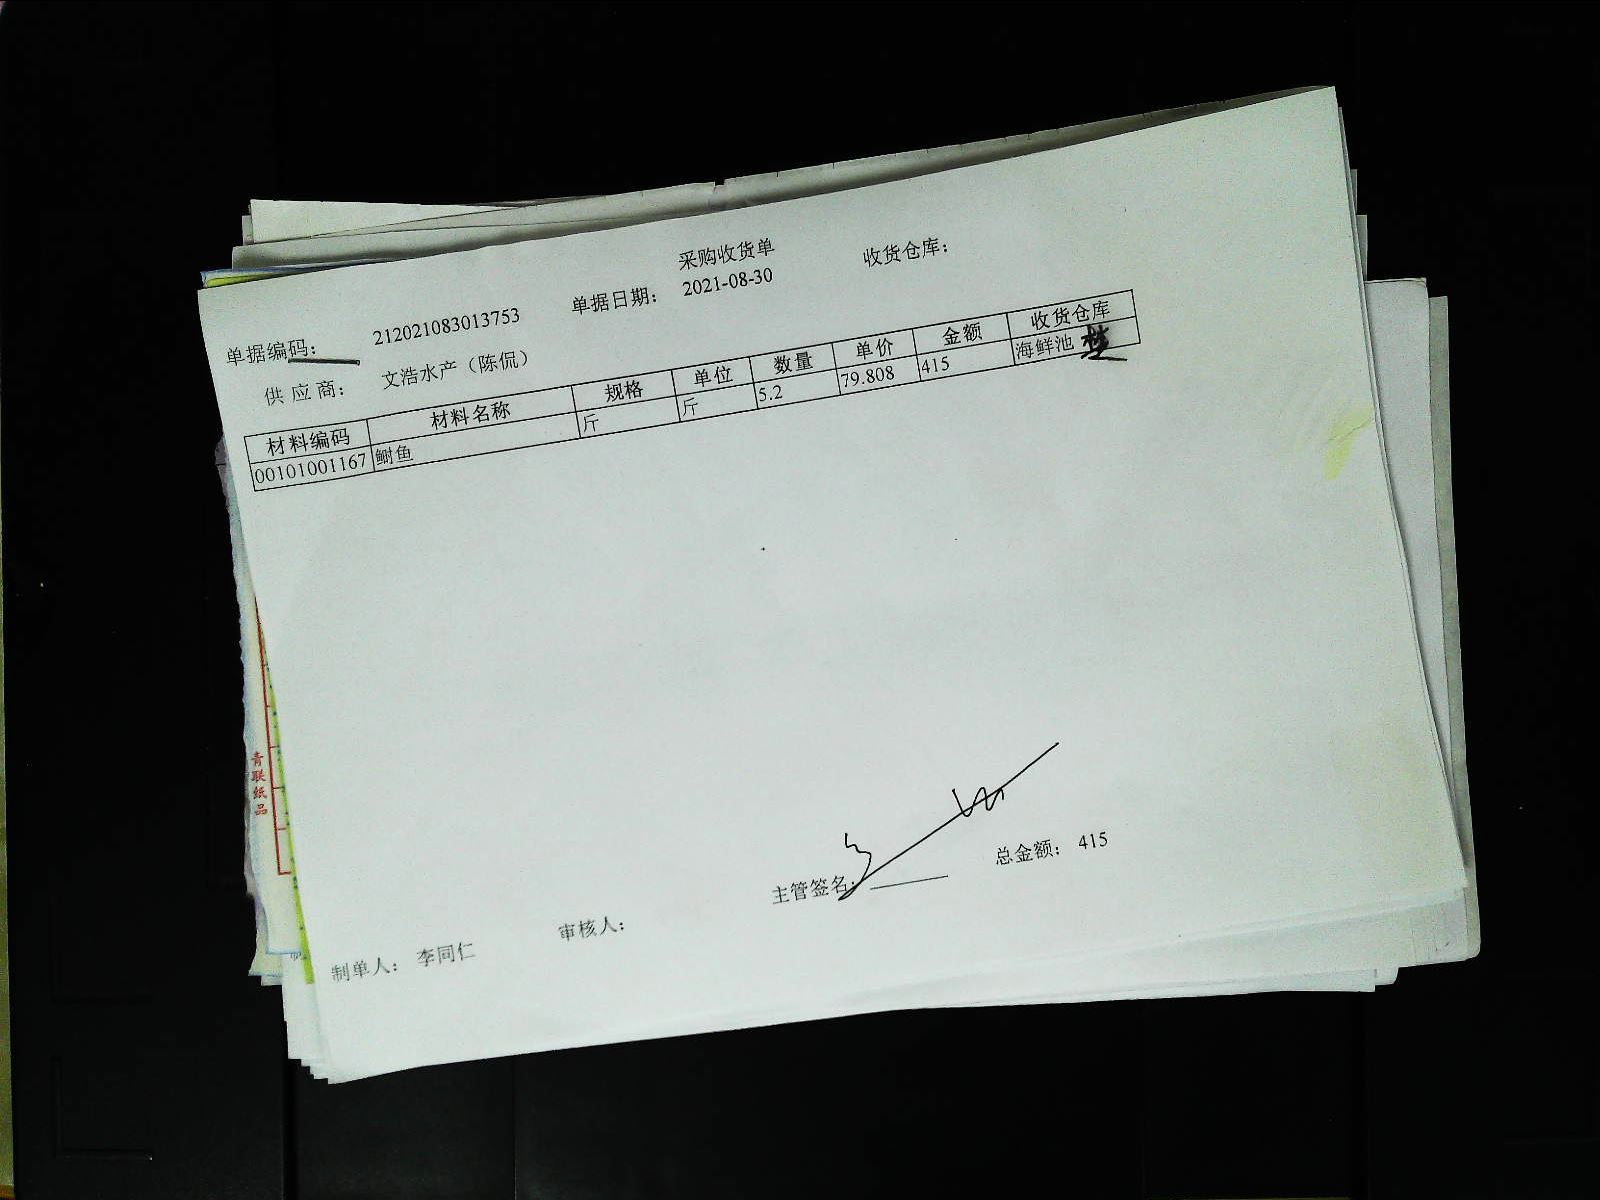 采购收货单
单据编码： 212021083013753 单据日期： 2021-08-30 收货仓库：
供 应 商： 文浩水产（陈侃）
材料编码 材料名称 规格 单位 数量 单价 金额 收货仓库
00101001167 鲥鱼 斤 斤 5.2 79.808 415 海鲜池
总金额： 415
主管签名：
审核人：
制单人： 李同仁
青联纸品